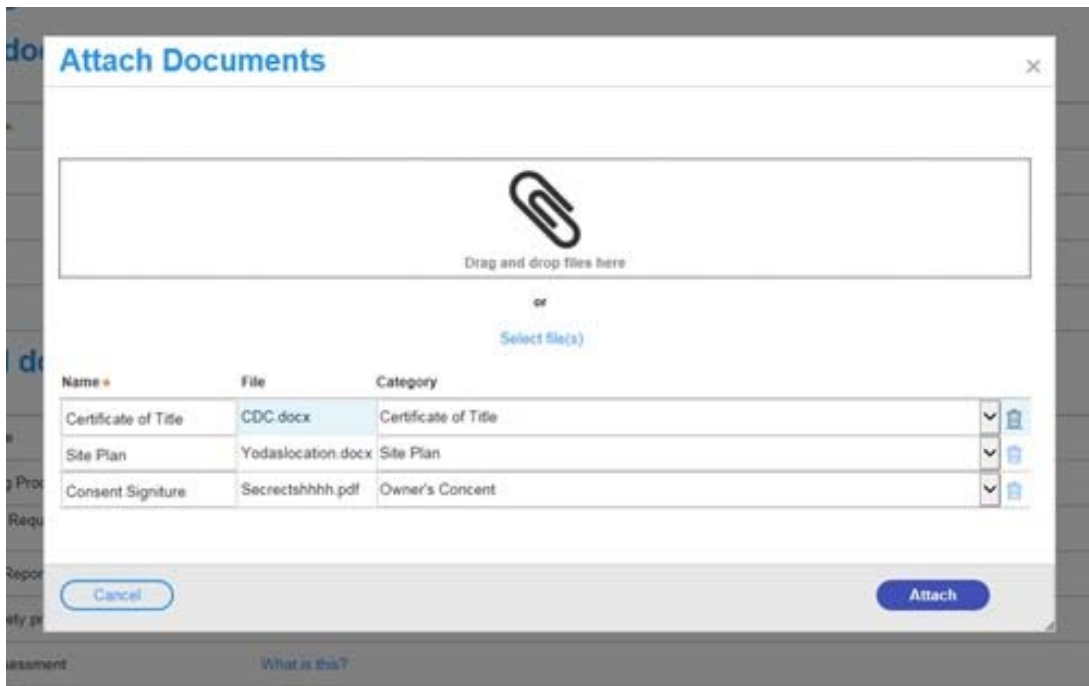 Attach Documents
Drag and drop files here
or
Select file(s)
Name * File Category
Certificate of Title CDC.docx Certificate of Title
Site Plan Yodaslocation.docx Site Plan
Consent Signiture Secrectshhhh.pdf Owner's Concent
Cancel Attach
What is this?